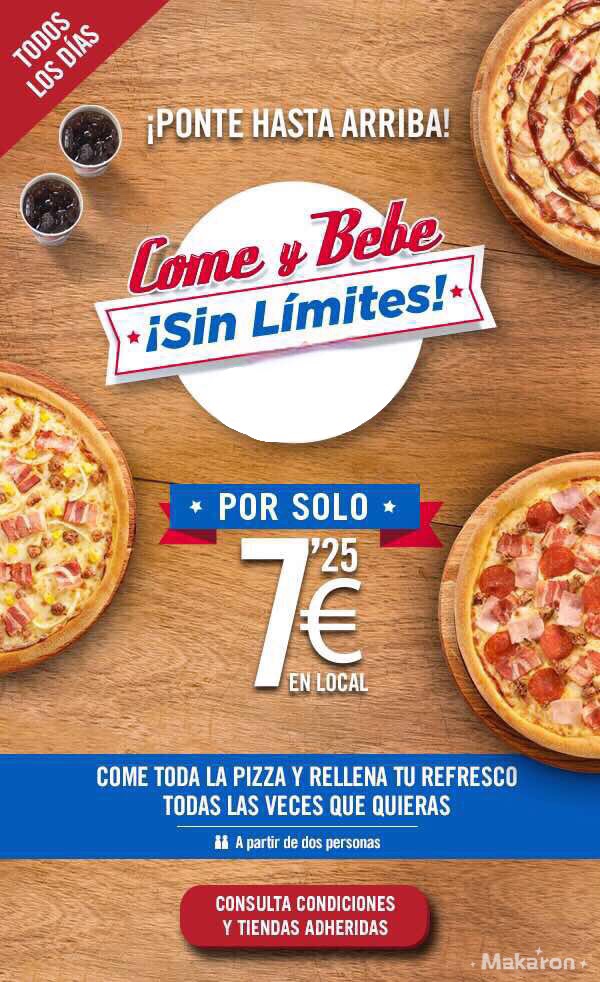 TODOS
LOS DÍAS
¡PONTE HASTA ARRIBA!
Come y Bebe
¡Sin Límites!
POR SOLO
7'25€
EN LOCAL
COME TODA LA PIZZA Y RELLENA TU REFRESCO
TODAS LAS VECES QUE QUIERAS
A partir de dos personas
CONSULTA CONDICIONES
Y TIENDAS ADHERIDAS
Makaron